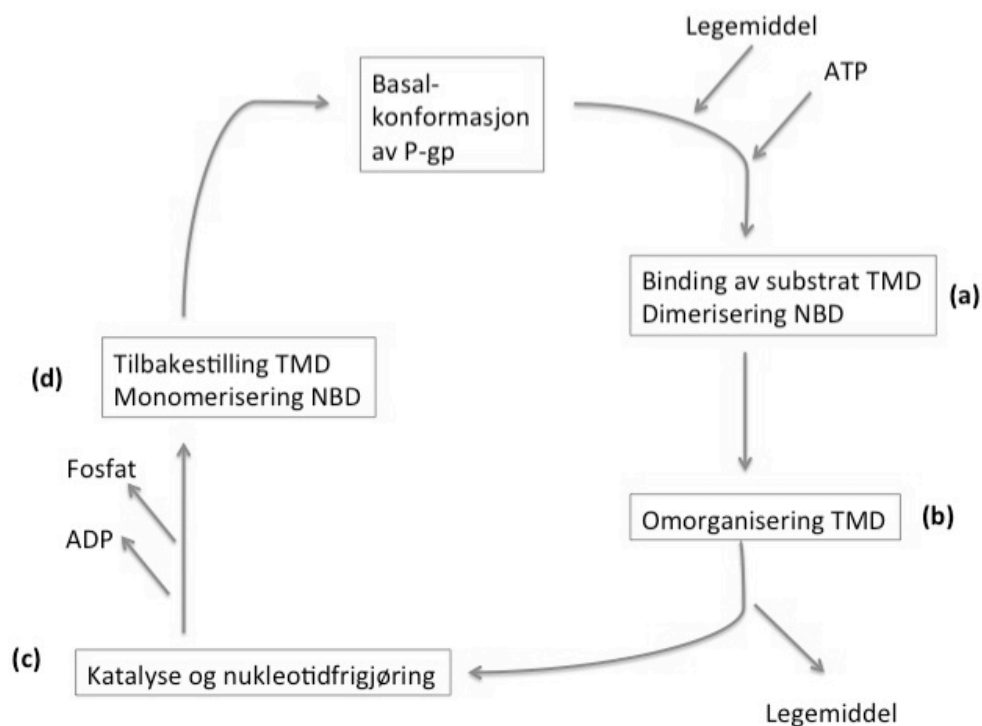 Legemiddel
ATP
Basal-
konformasjon
av P-gp
Binding av substrat TMD
Dimerisering NBD
(a)
(d)
Tilbakestilling TMD
Monomerisering NBD
Fosfat
ADP
Omorganisering TMD
(b)
(c)
Katalyse og nukleotidfrigjøring
Legemiddel